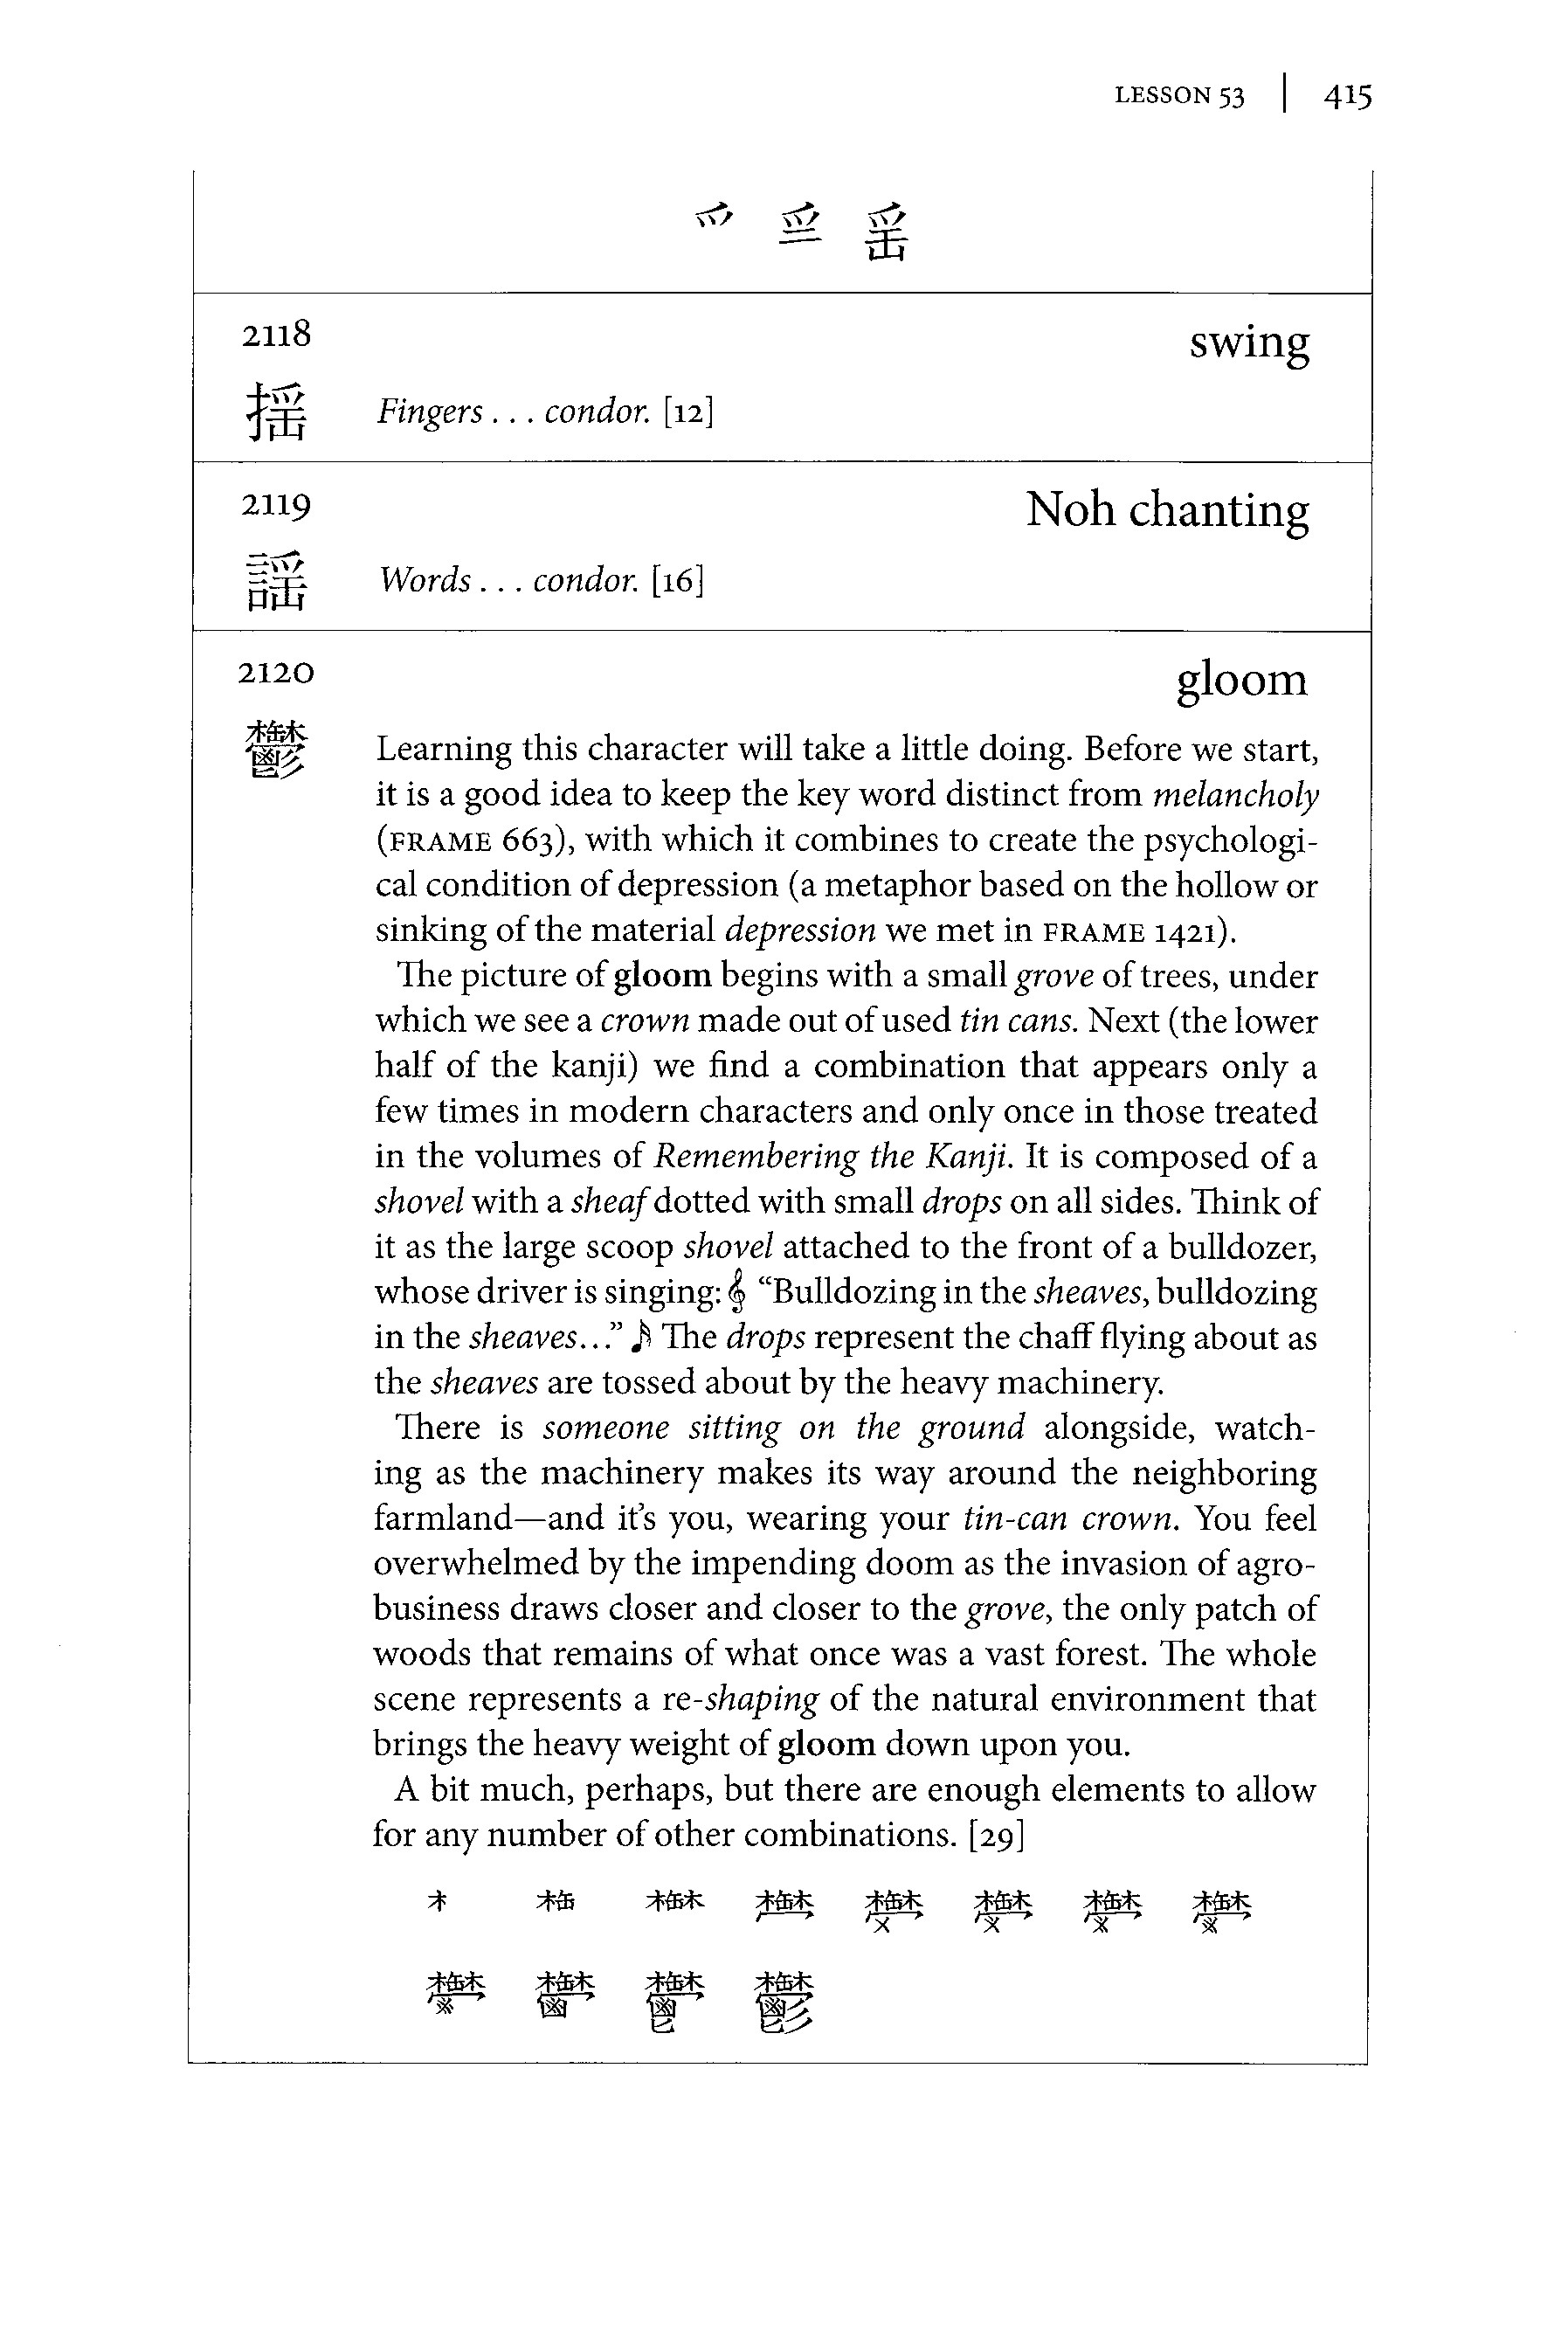 LESSON 53 | 415
2118
swing
揺
Fingers . . . condor. [12]
2119
Noh chanting
謡
Words . . . condor. [16]
2120
gloom
鬱
Learning this character will take a little doing. Before we start,
it is a good idea to keep the key word distinct from melancholy
(FRAME 663), with which it combines to create the psychologi-
cal condition of depression (a metaphor based on the hollow or
sinking of the material depression we met in FRAME 1421).
The picture of gloom begins with a small grove of trees, under
which we see a crown made out of used tin cans. Next (the lower
half of the kanji) we find a combination that appears only a
few times in modern characters and only once in those treated
in the volumes of Remembering the Kanji. It is composed of a
shovel with a sheaf dotted with small drops on all sides. Think of
it as the large scoop shovel attached to the front of a bulldozer,
whose driver is singing: 𝄞 “Bulldozing in the sheaves, bulldozing
in the sheaves. . .” 𝅘𝅥𝅯 The drops represent the chaff flying about as
the sheaves are tossed about by the heavy machinery.
There is someone sitting on the ground alongside, watch-
ing as the machinery makes its way around the neighboring
farmland—and it’s you, wearing your tin-can crown. You feel
overwhelmed by the impending doom as the invasion of agro-
business draws closer and closer to the grove, the only patch of
woods that remains of what once was a vast forest. The whole
scene represents a re-shaping of the natural environment that
brings the heavy weight of gloom down upon you.
A bit much, perhaps, but there are enough elements to allow
for any number of other combinations. [29]